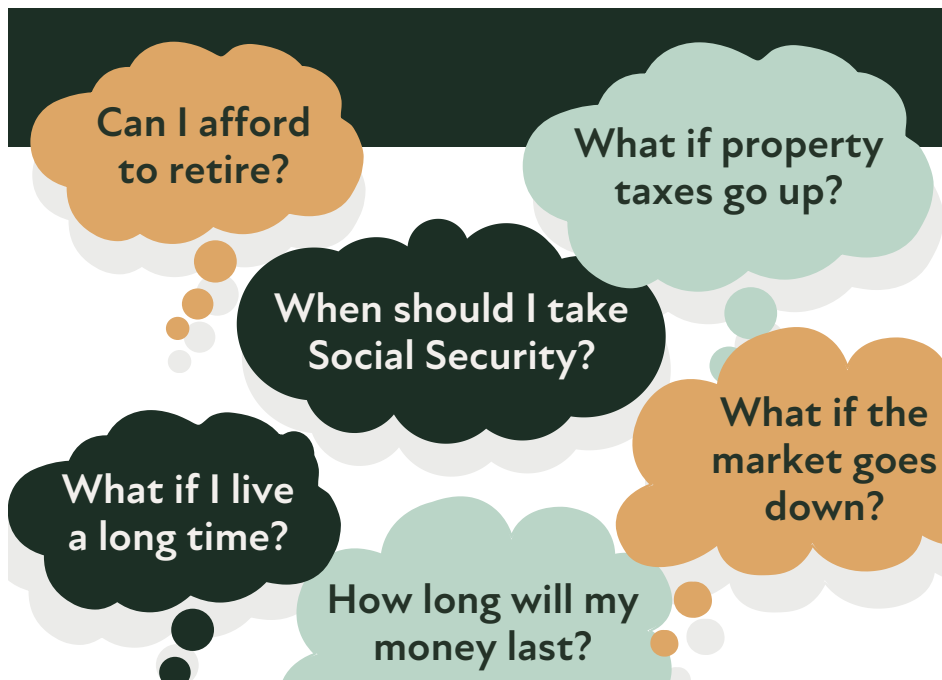 Can I afford
to retire?
What if property
taxes go up?
When should I take
Social Security?
What if the
market goes
down?
What if I live
a long time?
How long will my
money last?